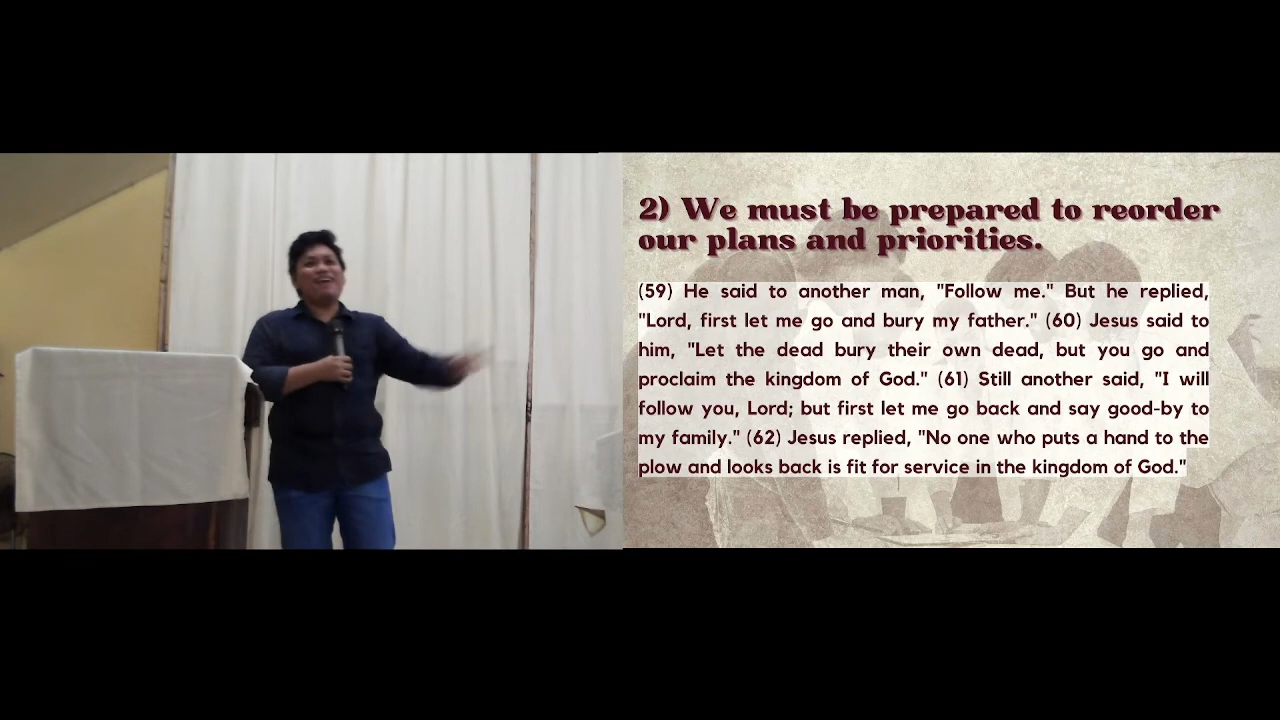 2) We must be prepared to reorder
our plans and priorities.
(59) He said to another man, "Follow me." But he replied,
"Lord, first let me go and bury my father." (60) Jesus said to
him, "Let the dead bury their own dead, but you go and
proclaim the kingdom of God." (61) Still another said, "I will
follow you, Lord; but first let me go back and say good-by to
my family." (62) Jesus replied, "No one who puts a hand to the
plow and looks back is fit for service in the kingdom of God."